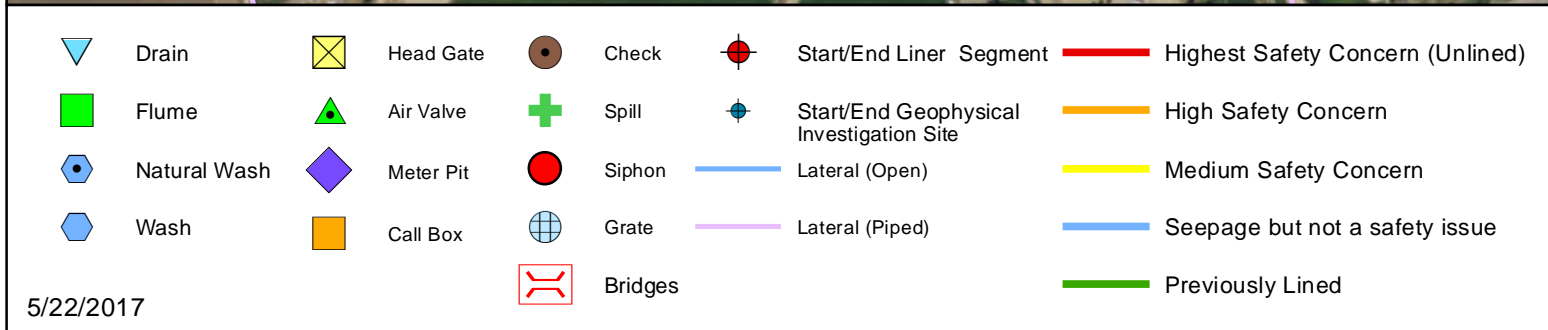 Drain
Flume
Natural Wash
Wash
Head Gate
Air Valve
Meter Pit
Call Box
Check
Spill
Siphon
Grate
Bridges
Start/End Liner Segment
Start/End Geophysical
Investigation Site
Lateral (Open)
Lateral (Piped)
Highest Safety Concern (Unlined)
High Safety Concern
Medium Safety Concern
Seepage but not a safety issue
Previously Lined
5/22/2017